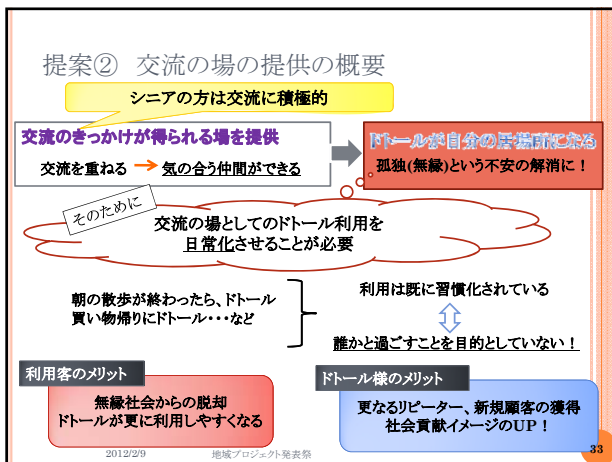 提案② 交流の場の提供の概要
シニアの方は交流に積極的
交流のきっかけが得られる場を提供
交流を重ねる → 気の合う仲間ができる
ドトールが自分の居場所になる
孤独(無縁)という不安の解消に！
そのために
交流の場としてのドトール利用を
日常化させることが必要
朝の散歩が終わったら、ドトール
買い物帰りにドトール・・・など
利用は既に習慣化されている
誰かと過ごすことを目的としていない！
利用客のメリット
無縁社会からの脱却
ドトールが更に利用しやすくなる
ドトール様のメリット
更なるリピーター、新規顧客の獲得
社会貢献イメージのUP！
2012/2/9
地域プロジェクト発表祭
33